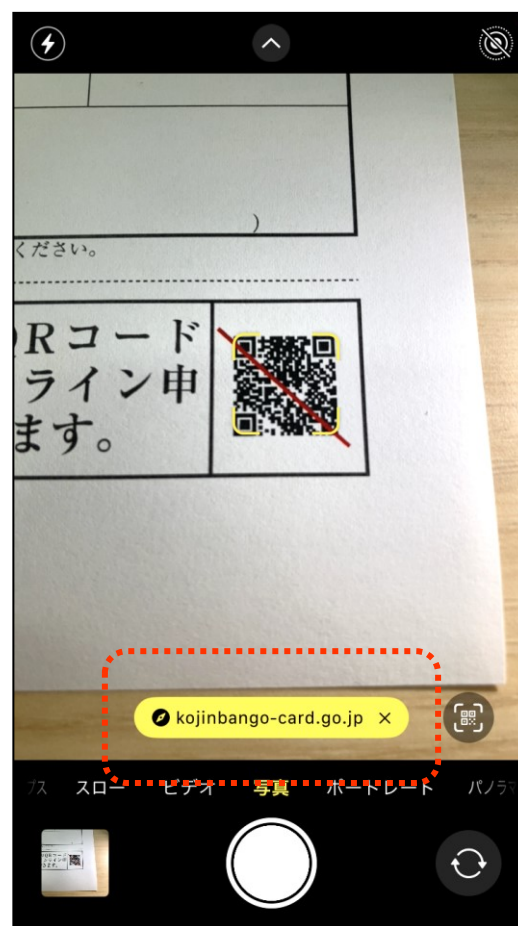 )
ください。
Rコード
ライン申
ます。
kojinbango-card.go.jp ×
スロー ビデオ 写真 ポートレート パノラマ